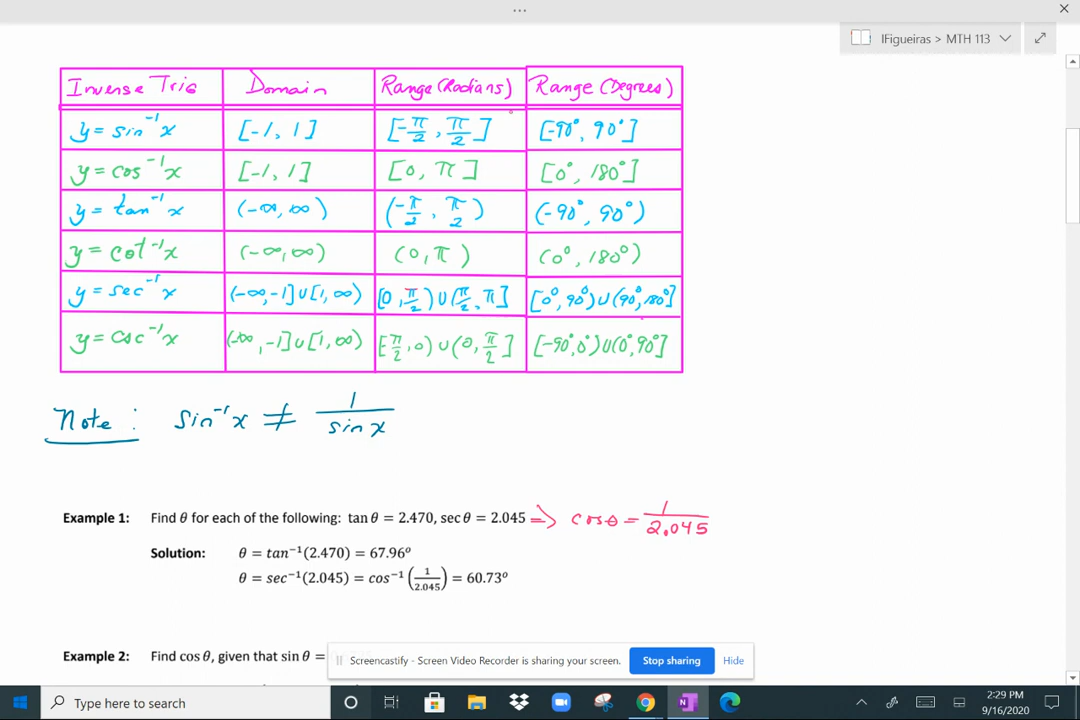 IFigueiras > MTH 113
Inverse Trig Domain Range (Radians) Range (Degrees)
y = sin⁻¹x [-1, 1] [-π/2, π/2] [-90°, 90°]
y = cos⁻¹x [-1, 1] [0, π] [0°, 180°]
y = tan⁻¹x (-∞, ∞) (-π/2, π/2) (-90°, 90°)
y = cot⁻¹x (-∞, ∞) (0, π) (0°, 180°)
y = sec⁻¹x (-∞, -1] ∪ [1, ∞) [0, π/2) ∪ (π/2, π] [0°, 90°) ∪ (90°, 180°]
y = csc⁻¹x (-∞, -1] ∪ [1, ∞) [-π/2, 0) ∪ (0, π/2] [-90°, 0°) ∪ (0°, 90°]
Note: sin⁻¹x ≠ 1/sin x
Example 1: Find θ for each of the following: tan θ = 2.470, sec θ = 2.045 => cos θ = 1/2.045
Solution: θ = tan⁻¹(2.470) = 67.96°
θ = sec⁻¹(2.045) = cos⁻¹(1/2.045) = 60.73°
Example 2: Find cos θ, given that sin θ =
Screencastify - Screen Video Recorder is sharing your screen. Stop sharing Hide
Type here to search
2:29 PM
9/16/2020